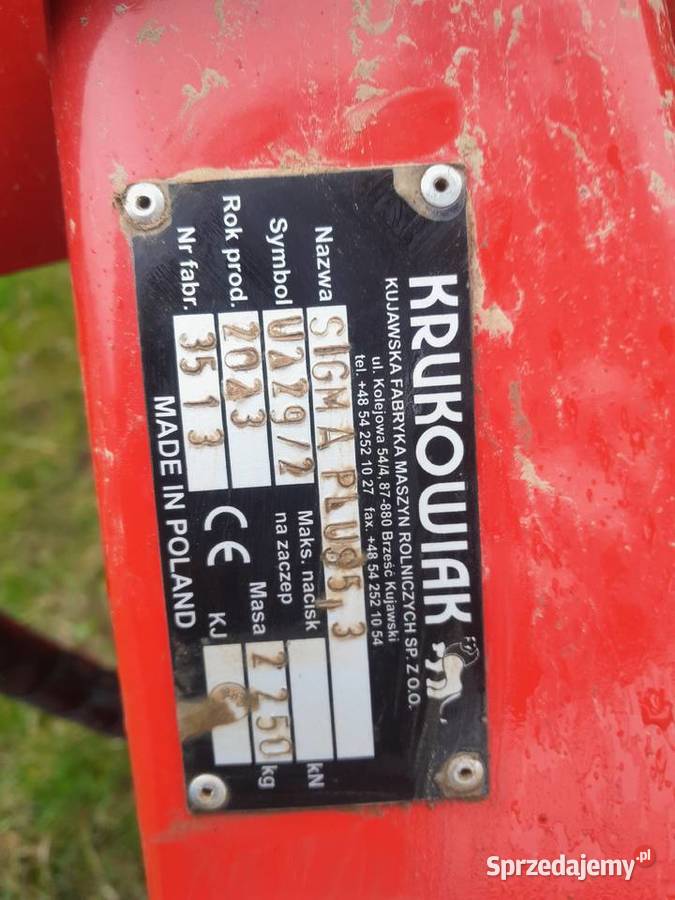 KRUKOWIAK
KUJAWSKA FABRYKA MASZYN ROLNICZYCH SP. Z O.O.
ul. Kolejowa 54/4, 87-880 Brześć Kujawski
tel. +48 54 252 10 27 fax. +48 54 252 10 54
Nazwa SIGMA PLUS 5,3
Symbol U229/2 Maks. nacisk na zaczep kN
Rok prod. 2023 Masa 2250 kg
Nr fabr. 3513 CE KJ
MADE IN POLAND
Sprzedajemy.pl